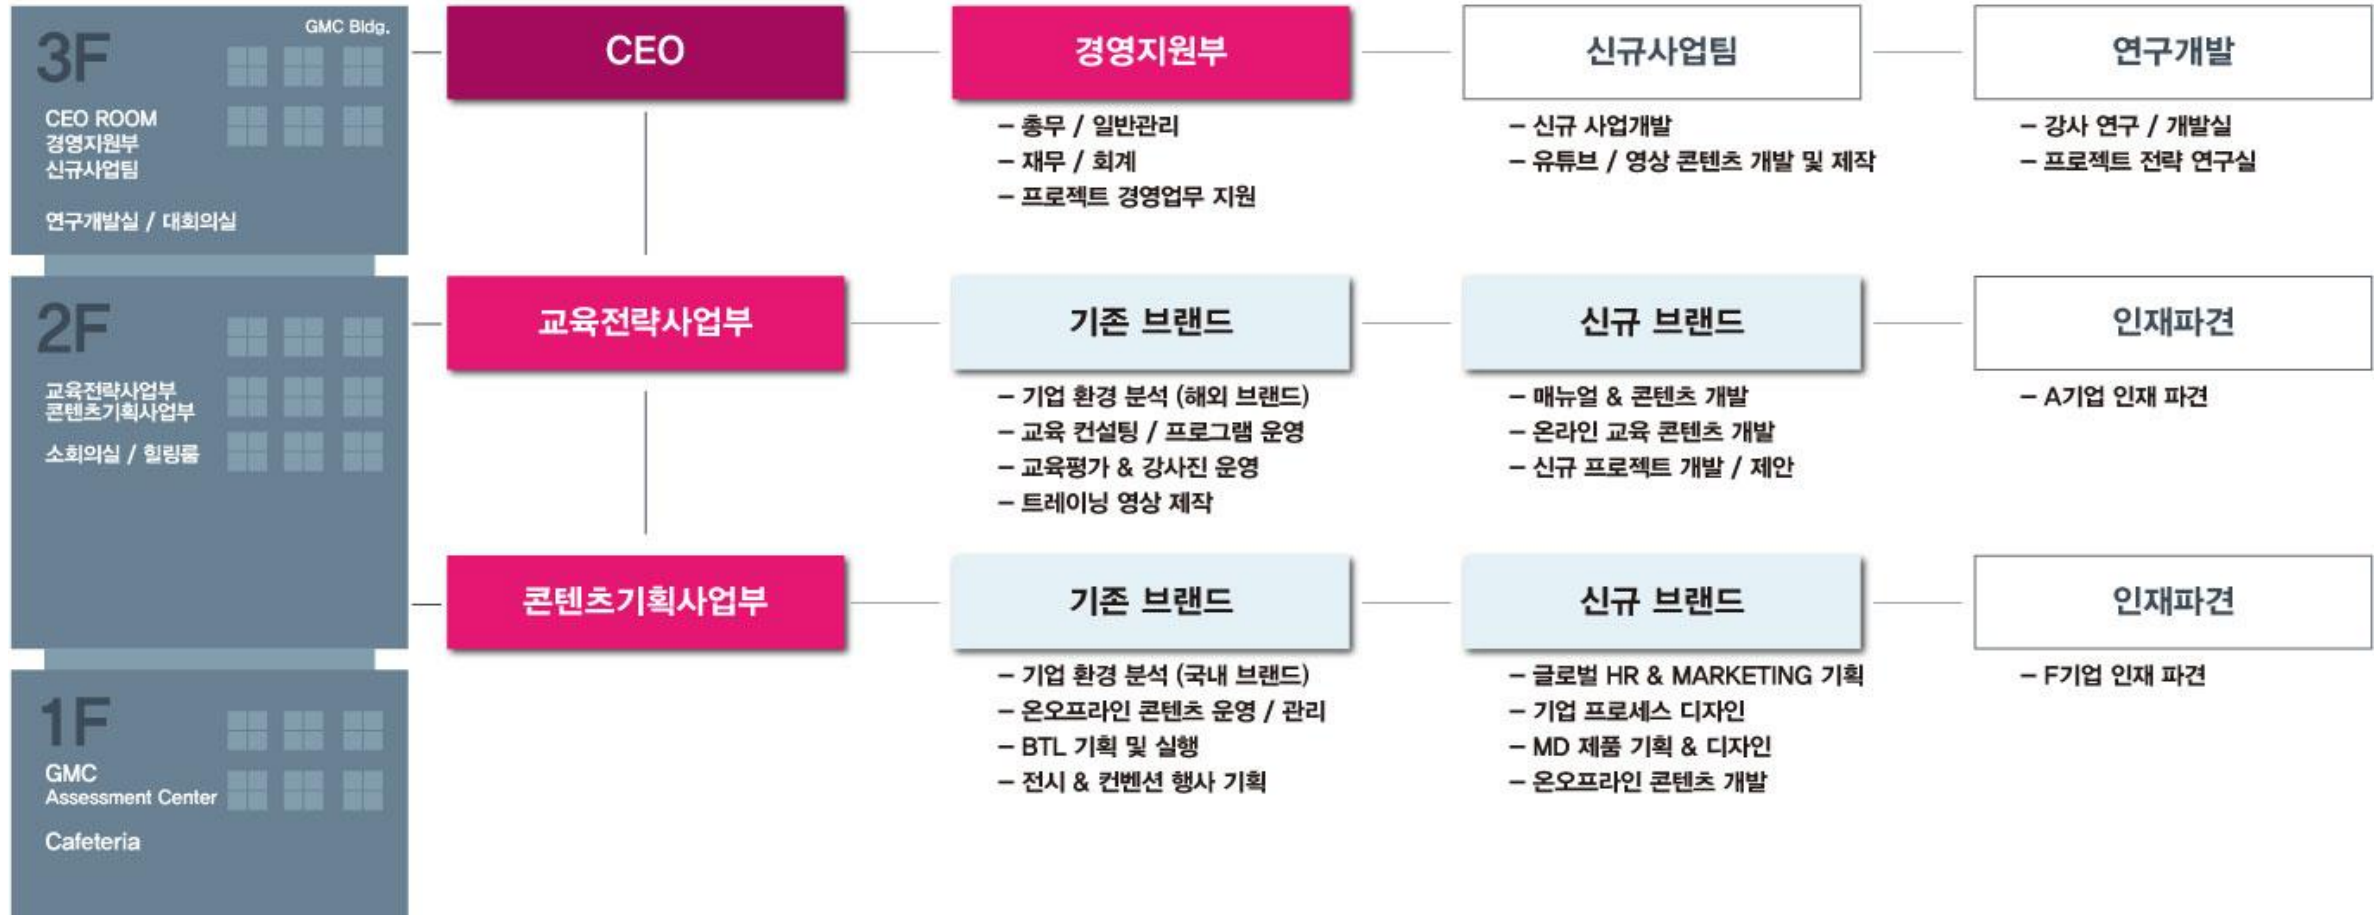 GMC Bldg.
3F
CEO ROOM
경영지원부
신규사업팀
연구개발실 / 대회의실
CEO
경영지원부
- 총무 / 일반관리
- 재무 / 회계
- 프로젝트 경영업무 지원
신규사업팀
- 신규 사업개발
- 유튜브 / 영상 콘텐츠 개발 및 제작
연구개발
- 강사 연구 / 개발실
- 프로젝트 전략 연구실
2F
교육전략사업부
콘텐츠기획사업부
소회의실 / 힐링룸
교육전략사업부
기존 브랜드
- 기업 환경 분석 (해외 브랜드)
- 교육 컨설팅 / 프로그램 운영
- 교육평가 & 강사진 운영
- 트레이닝 영상 제작
신규 브랜드
- 매뉴얼 & 콘텐츠 개발
- 온라인 교육 콘텐츠 개발
- 신규 프로젝트 개발 / 제안
인재파견
- A기업 인재 파견
콘텐츠기획사업부
기존 브랜드
- 기업 환경 분석 (국내 브랜드)
- 온오프라인 콘텐츠 운영 / 관리
- BTL 기획 및 실행
- 전시 & 컨벤션 행사 기획
신규 브랜드
- 글로벌 HR & MARKETING 기획
- 기업 프로세스 디자인
- MD 제품 기획 & 디자인
- 온오프라인 콘텐츠 개발
인재파견
- F기업 인재 파견
1F
GMC
Assessment Center
Cafeteria